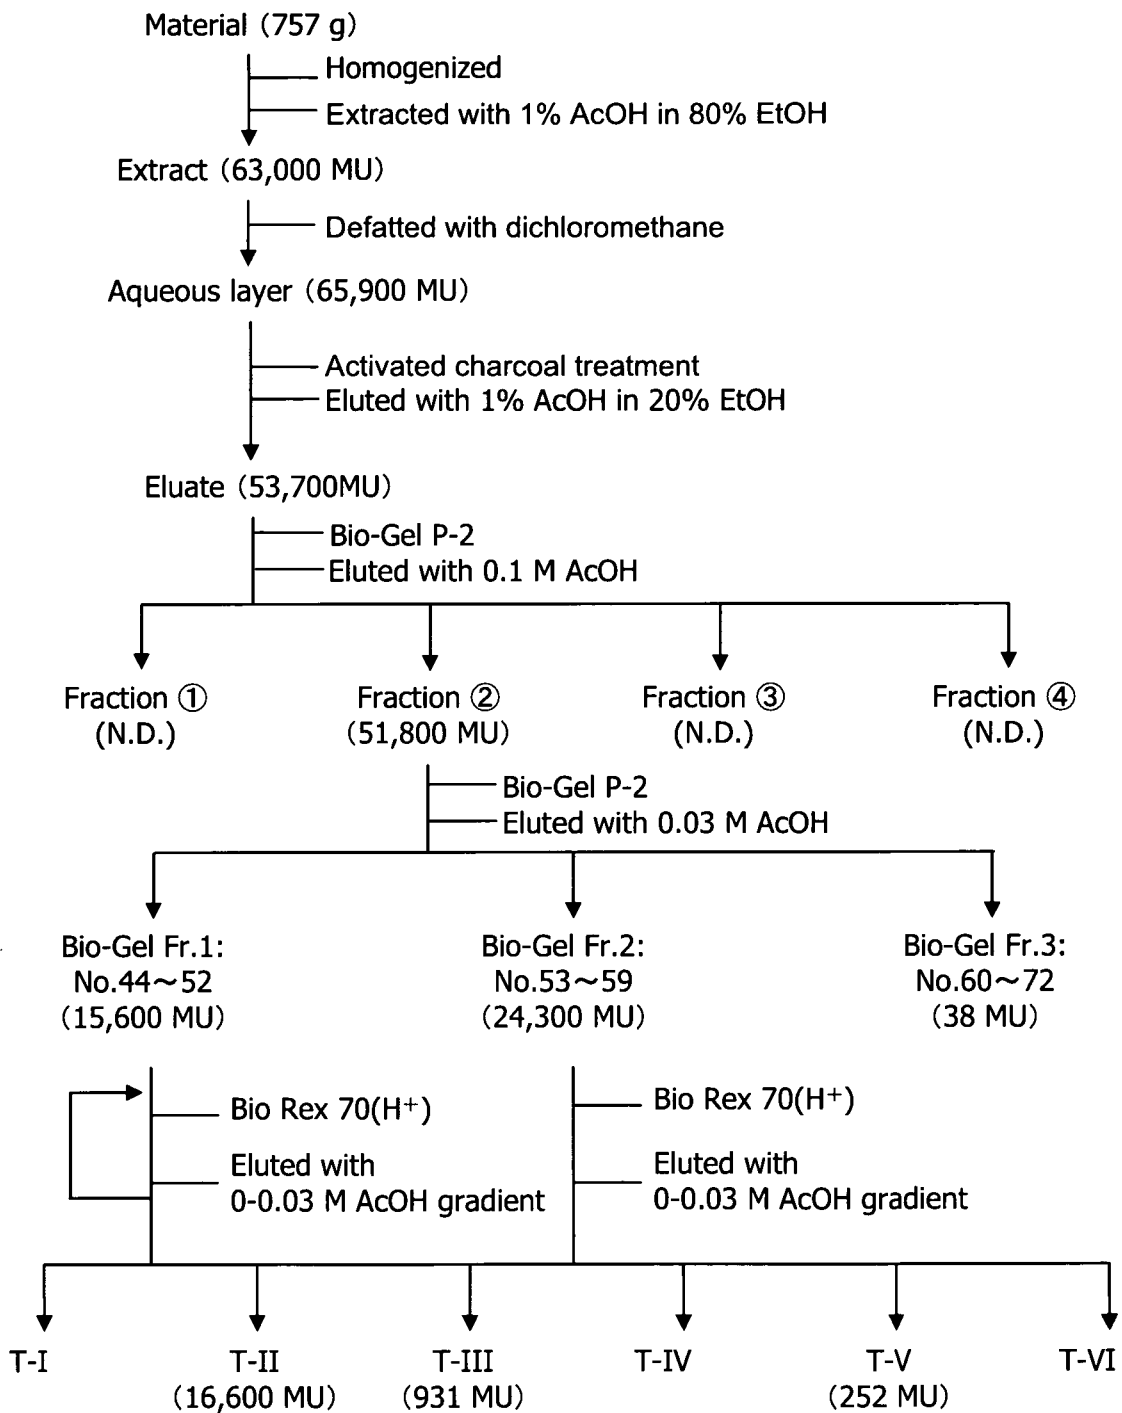 Material (757 g)
Homogenized
Extracted with 1% AcOH in 80% EtOH
Extract (63,000 MU)
Defatted with dichloromethane
Aqueous layer (65,900 MU)
Activated charcoal treatment
Eluted with 1% AcOH in 20% EtOH
Eluate (53,700MU)
Bio-Gel P-2
Eluted with 0.1 M AcOH
Fraction ① Fraction ② Fraction ③ Fraction ④
(N.D.) (51,800 MU) (N.D.) (N.D.)
Bio-Gel P-2
Eluted with 0.03 M AcOH
Bio-Gel Fr.1: Bio-Gel Fr.2: Bio-Gel Fr.3:
No.44～52 No.53～59 No.60～72
(15,600 MU) (24,300 MU) (38 MU)
Bio Rex 70(H⁺) Bio Rex 70(H⁺)
Eluted with Eluted with
0-0.03 M AcOH gradient 0-0.03 M AcOH gradient
T-I T-II T-III T-IV T-V T-VI
(16,600 MU) (931 MU) (252 MU)